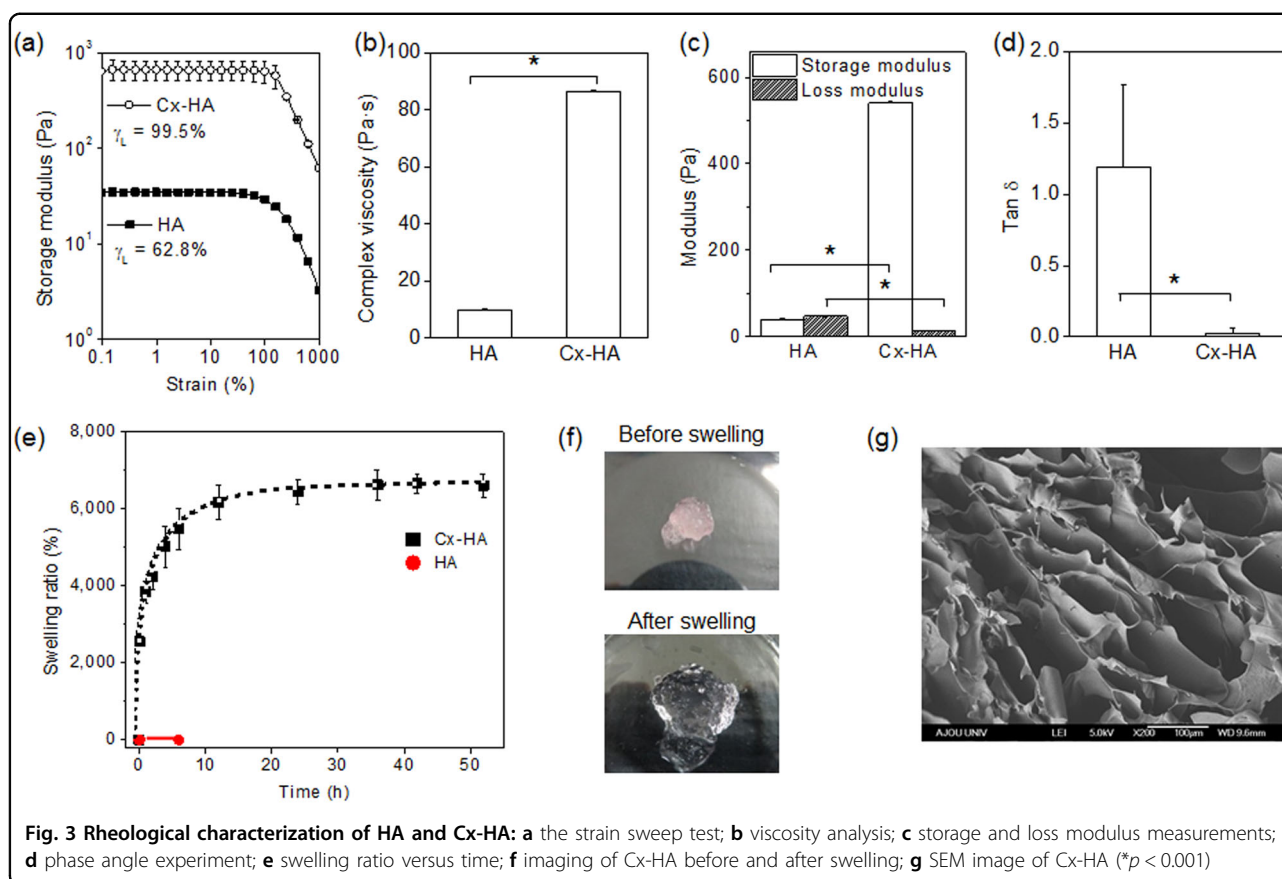 (a)
10³
10²
10¹
10⁰
Storage modulus (Pa)
Cx-HA
γL = 99.5%
HA
γL = 62.8%
0.1 1 10 100 1000
Strain (%)
(b)
100
80
60
40
20
0
Complex viscosity (Pa·s)
*
HA Cx-HA
(c)
600
400
200
0
Modulus (Pa)
Storage modulus
Loss modulus
*
*
HA Cx-HA
(d)
2.0
1.5
1.0
0.5
0.0
Tan δ
*
HA Cx-HA
(e)
8,000
6,000
4,000
2,000
0
Swelling ratio (%)
Cx-HA
HA
0 10 20 30 40 50
Time (h)
(f)
Before swelling
After swelling
(g)
AJOU UNIV LEI 5.0kV X200 100μm WD 9.6mm
Fig. 3 Rheological characterization of HA and Cx-HA: a the strain sweep test; b viscosity analysis; c storage and loss modulus measurements;
d phase angle experiment; e swelling ratio versus time; f imaging of Cx-HA before and after swelling; g SEM image of Cx-HA (*p < 0.001)